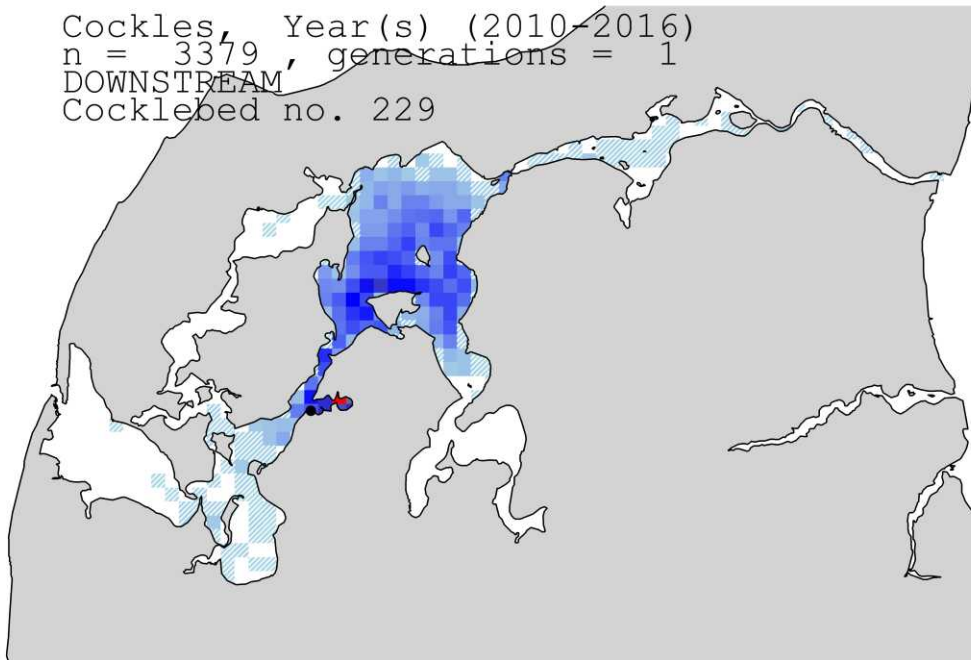 Cockles, Year(s) (2010-2016)
n = 3379 , generations = 1
DOWNSTREAM
Cocklebed no. 229